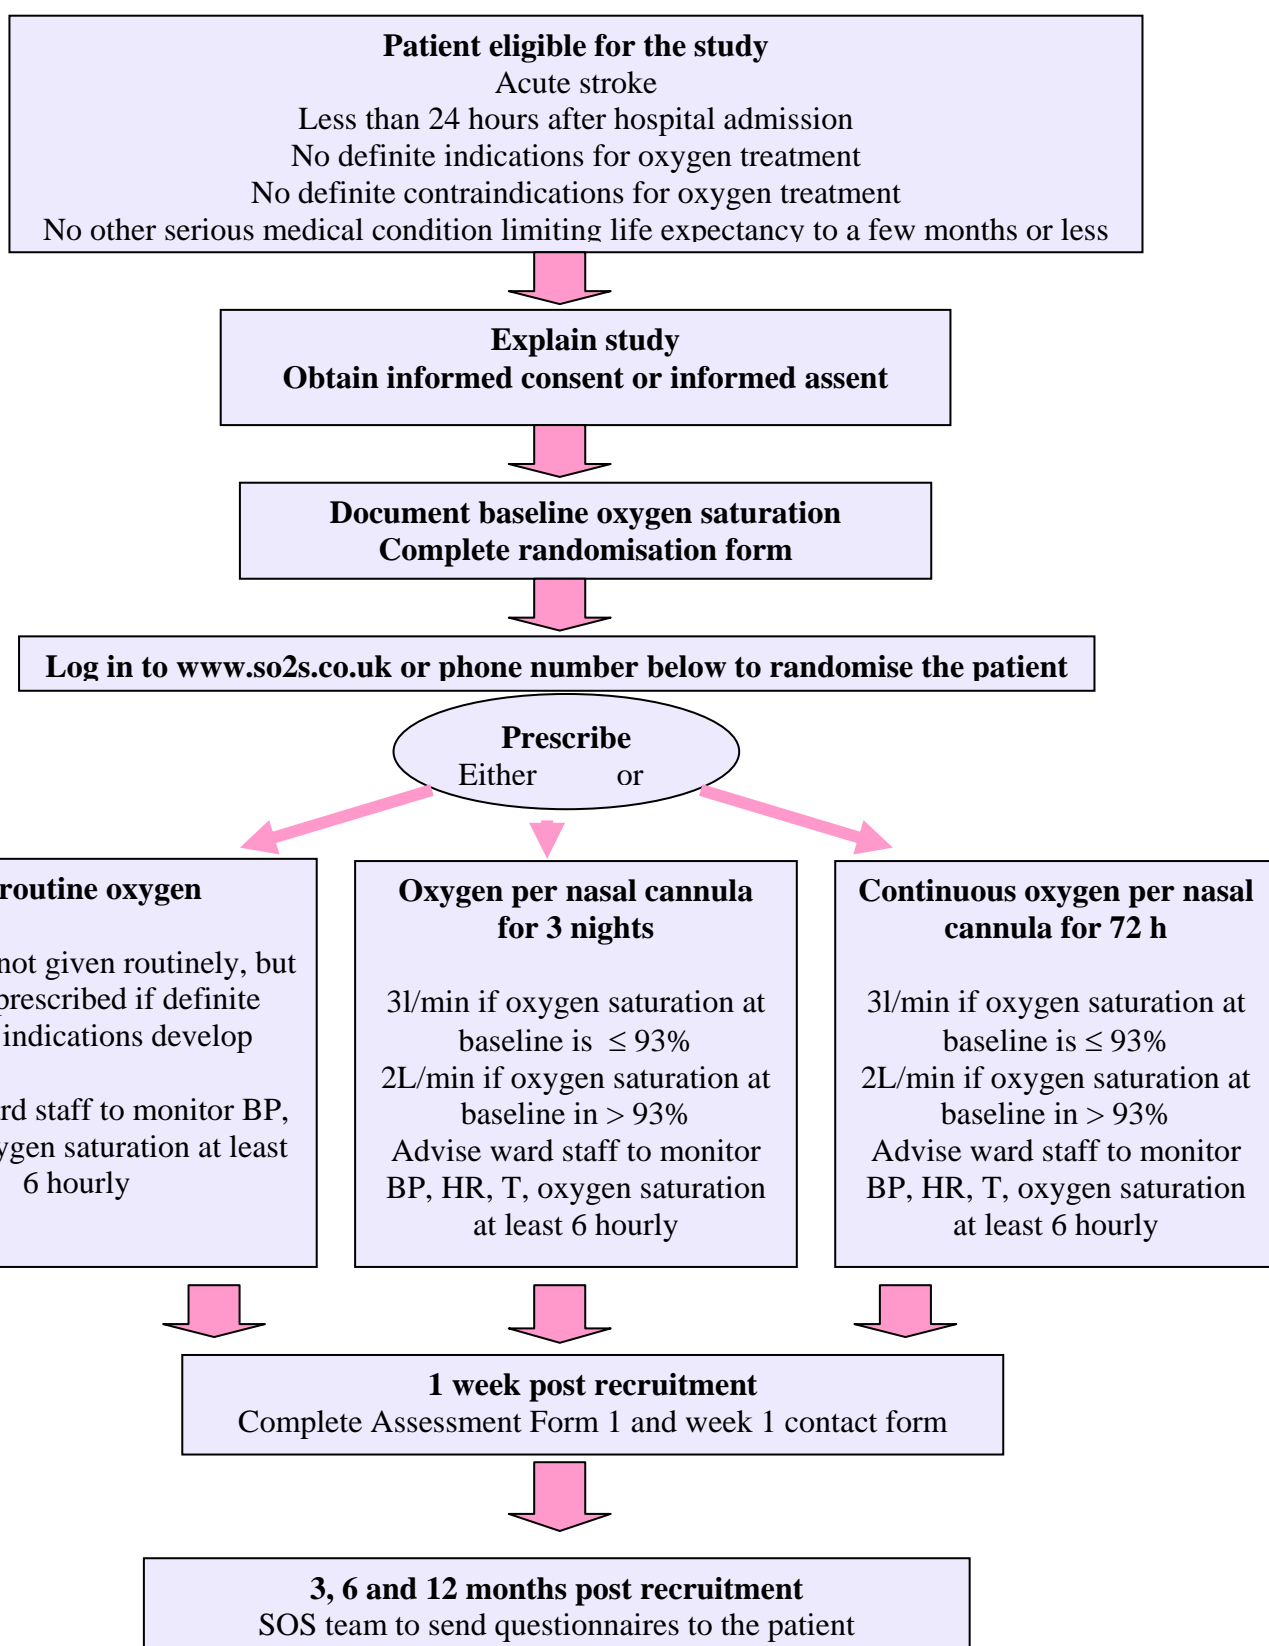 Patient eligible for the study
Acute stroke
Less than 24 hours after hospital admission
No definite indications for oxygen treatment
No definite contraindications for oxygen treatment
No other serious medical condition limiting life expectancy to a few months or less
Explain study
Obtain informed consent or informed assent
Document baseline oxygen saturation
Complete randomisation form
Log in to www.so2s.co.uk or phone number below to randomise the patient
Prescribe
Either or
routine oxygen
not given routinely, but
prescribed if definite
indications develop
rd staff to monitor BP,
ygen saturation at least
6 hourly
Oxygen per nasal cannula
for 3 nights
3l/min if oxygen saturation at
baseline is ≤ 93%
2L/min if oxygen saturation at
baseline in > 93%
Advise ward staff to monitor
BP, HR, T, oxygen saturation
at least 6 hourly
Continuous oxygen per nasal
cannula for 72 h
3l/min if oxygen saturation at
baseline is ≤ 93%
2L/min if oxygen saturation at
baseline in > 93%
Advise ward staff to monitor
BP, HR, T, oxygen saturation
at least 6 hourly
1 week post recruitment
Complete Assessment Form 1 and week 1 contact form
3, 6 and 12 months post recruitment
SOS team to send questionnaires to the patient